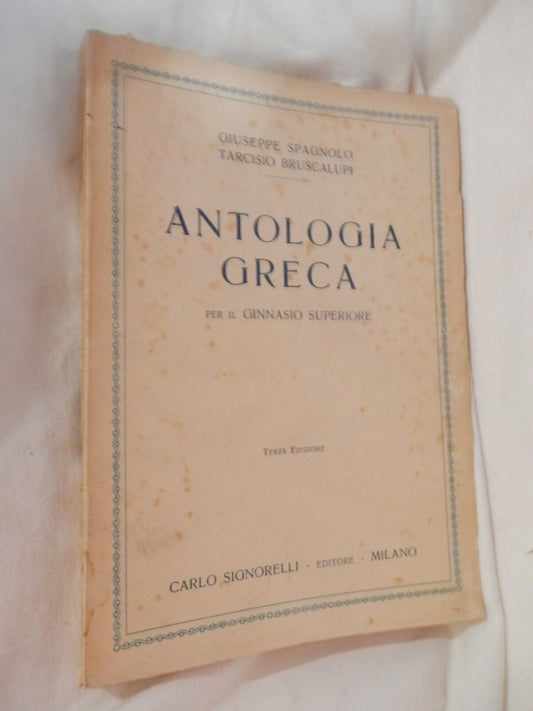 GIUSEPPE SPAGNOLO
TARCISIO BRUSCALUPI
ANTOLOGIA
GRECA
PER IL GINNASIO SUPERIORE
TERZA EDIZIONE
CARLO SIGNORELLI · EDITORE · MILANO